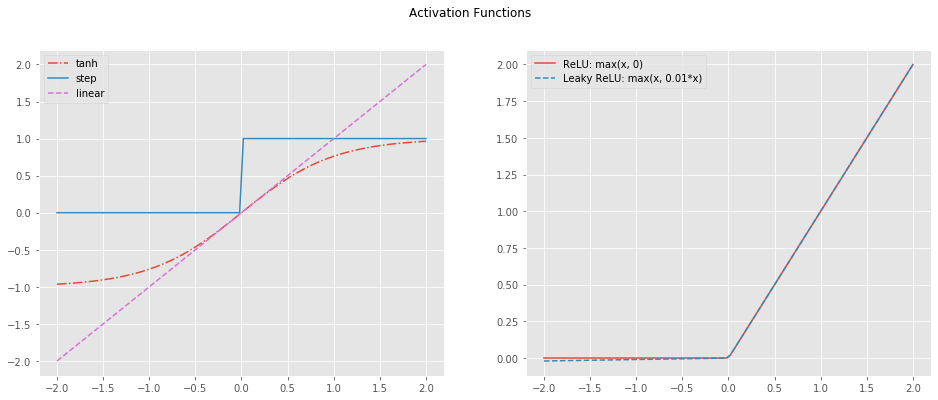 Activation Functions
tanh
step
linear
2.0
1.5
1.0
0.5
0.0
−0.5
−1.0
−1.5
−2.0
−2.0 −1.5 −1.0 −0.5 0.0 0.5 1.0 1.5 2.0
ReLU: max(x, 0)
Leaky ReLU: max(x, 0.01*x)
2.00
1.75
1.50
1.25
1.00
0.75
0.50
0.25
0.00
−2.0 −1.5 −1.0 −0.5 0.0 0.5 1.0 1.5 2.0